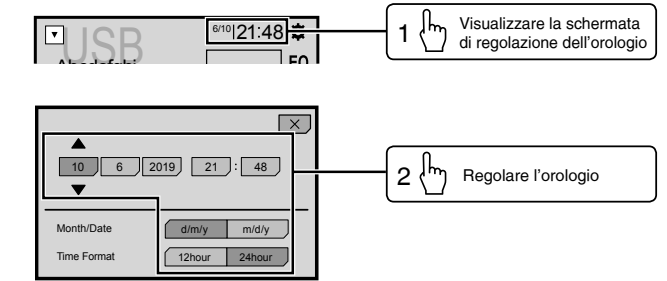 USB
6/10 21:48
EQ
1 Visualizzare la schermata
di regolazione dell'orologio
10 6 2019 21 : 48
2 Regolare l'orologio
Month/Date d/m/y m/d/y
Time Format 12hour 24hour